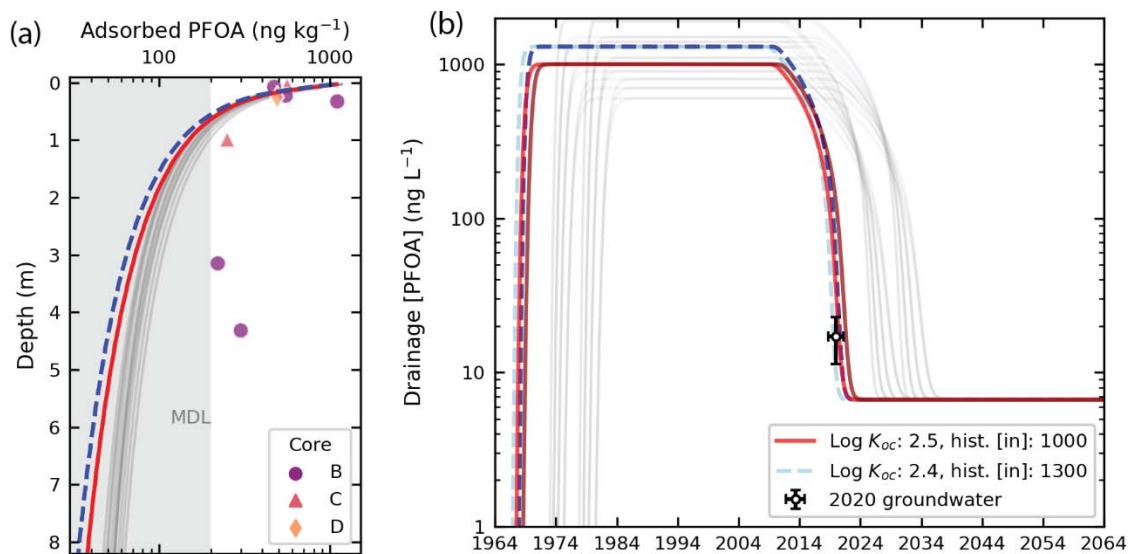 (a)
Adsorbed PFOA (ng kg⁻¹)
100 1000
0
1
2
3
4
5
6
7
8
Depth (m)
MDL
Core
B
C
D
(b)
1000
100
10
1
Drainage [PFOA] (ng L⁻¹)
Log Koc: 2.5, hist. [in]: 1000
Log Koc: 2.4, hist. [in]: 1300
2020 groundwater
1964 1974 1984 1994 2004 2014 2024 2034 2044 2054 2064